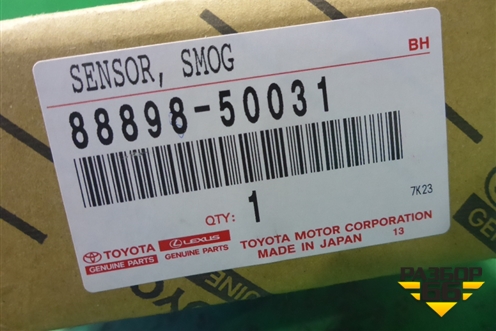 BH
SENSOR, SMOG
88898-50031
QTY: 1
7K23
TOYOTA
GENUINE PARTS
LEXUS
GENUINE PARTS
TOYOTA MOTOR CORPORATION
MADE IN JAPAN 13
РАЗБОР